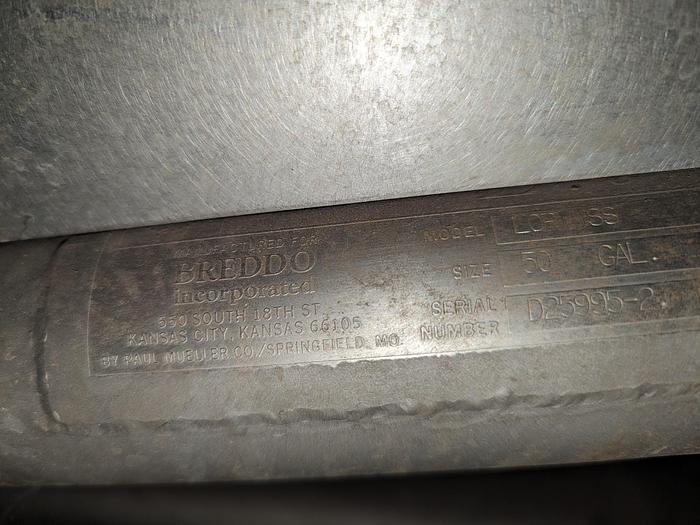 MANUFACTURED FOR
BREDDO
incorporated
550 SOUTH 18TH ST.
KANSAS CITY, KANSAS 66105
BY PAUL MUELLER CO./SPRINGFIELD, MO.
MODEL SS
SIZE 50 GAL.
SERIAL NUMBER D25995-2